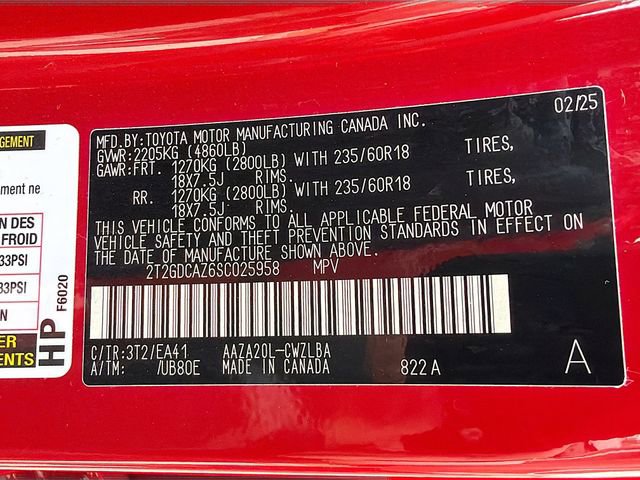 02/25
MFD.BY:TOYOTA MOTOR MANUFACTURING CANADA INC.
GVWR:2205KG (4860LB)
GAWR:FRT. 1270KG (2800LB) WITH 235/60R18 TIRES,
18X7.5J RIMS.
RR. 1270KG (2800LB) WITH 235/60R18 TIRES,
18X7.5J RIMS.
THIS VEHICLE CONFORMS TO ALL APPLICABLE FEDERAL MOTOR
VEHICLE SAFETY AND THEFT PREVENTION STANDARDS IN EFFECT ON
THE DATE OF MANUFACTURE SHOWN ABOVE.
2T2GDCAZ6SC025958 MPV
C/TR:3T2/EA41 AAZA20L-CWZLBA
A/TM: /UB80E MADE IN CANADA 822A
A
GEMENT
ement ne
N DES
FROID
33PSI
33PSI
N
ER
ENTS
HP F6020